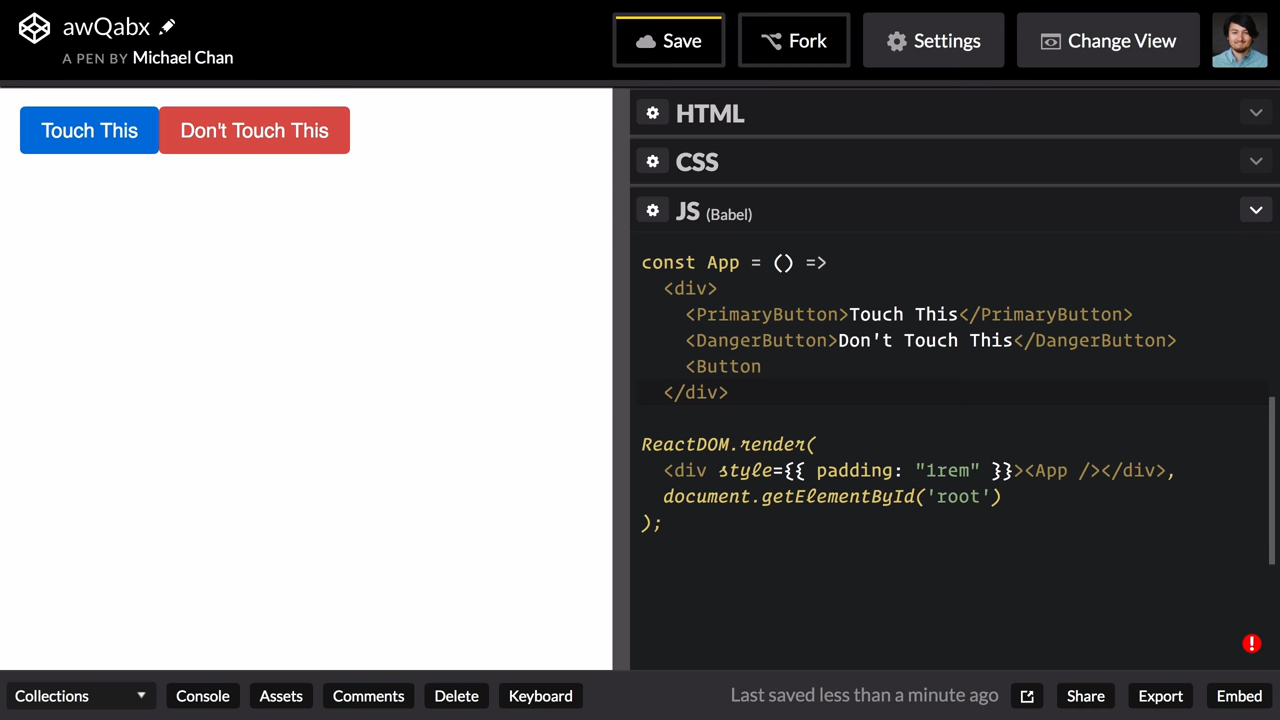 awQabx
A PEN BY Michael Chan
Save
Fork
Settings
Change View
Touch This
Don't Touch This
HTML
CSS
JS (Babel)
const App = () =>
<div>
<PrimaryButton>Touch This</PrimaryButton>
<DangerButton>Don't Touch This</DangerButton>
<Button
</div>
ReactDOM.render(
<div style={{ padding: "1rem" }}><App /></div>,
document.getElementById('root')
);
Collections
Console
Assets
Comments
Delete
Keyboard
Last saved less than a minute ago
Share
Export
Embed